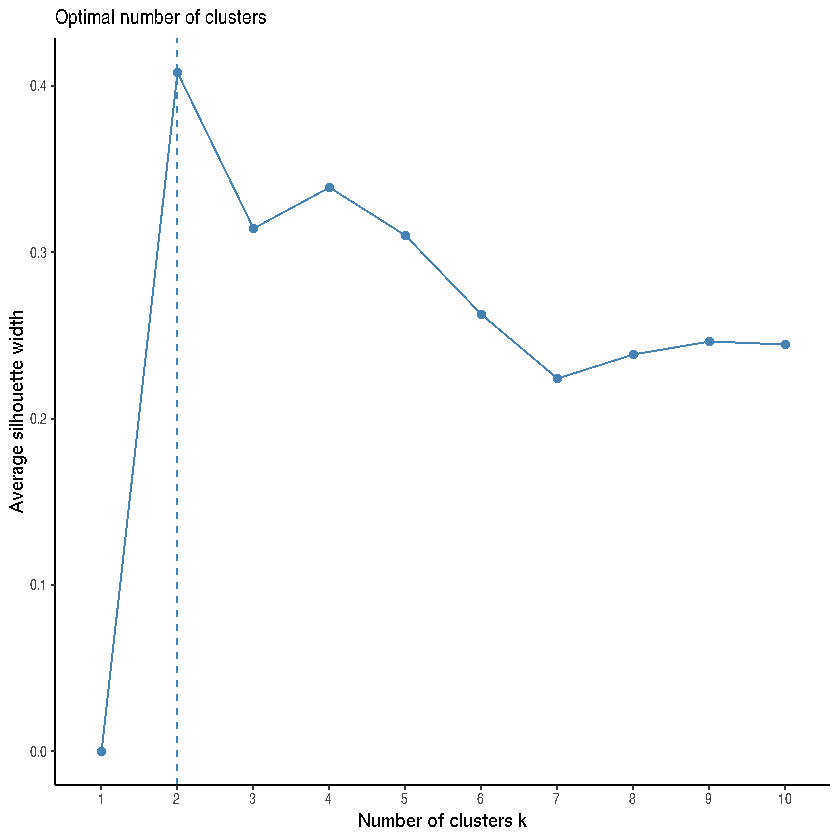 Optimal number of clusters
0.4
0.3
0.2
0.1
0.0
Average silhouette width
1 2 3 4 5 6 7 8 9 10
Number of clusters k